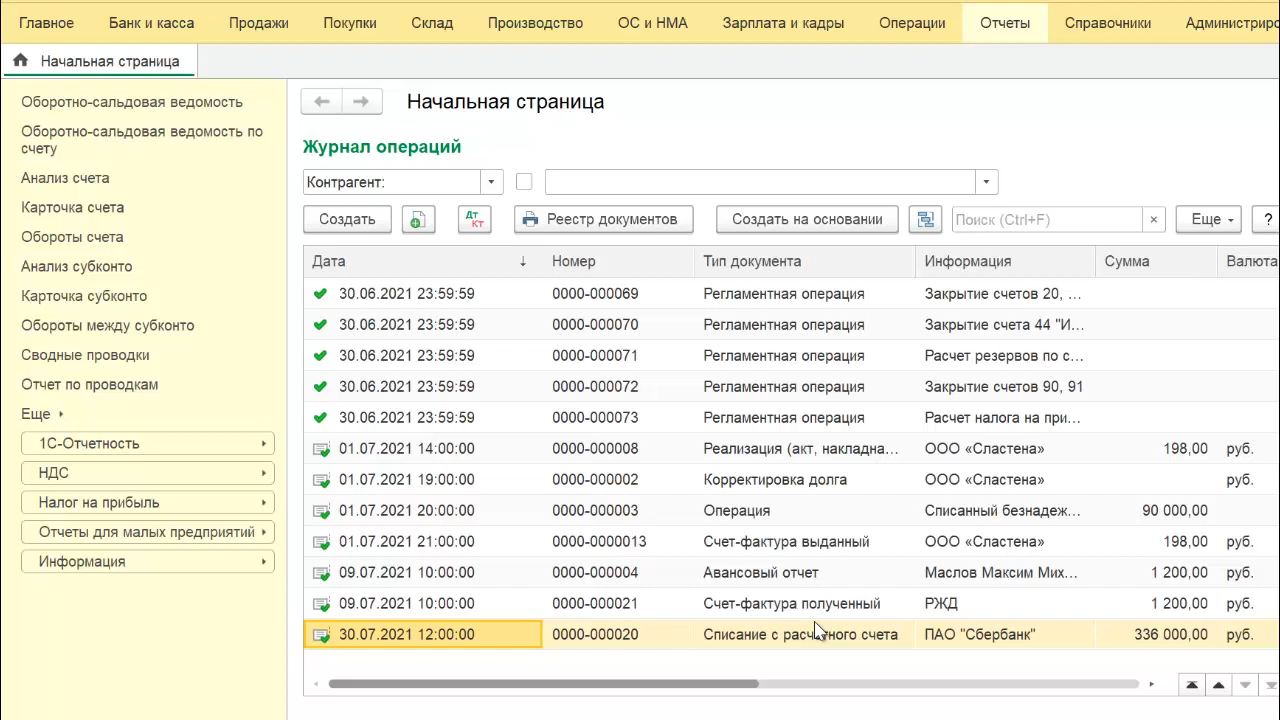 Главное Банк и касса Продажи Покупки Склад Производство ОС и НМА Зарплата и кадры Операции Отчеты Справочники Администриро
Начальная страница
Оборотно-сальдовая ведомость
Оборотно-сальдовая ведомость по
счету
Анализ счета
Карточка счета
Обороты счета
Анализ субконто
Карточка субконто
Обороты между субконто
Сводные проводки
Отчет по проводкам
Еще
1С-Отчетность
НДС
Налог на прибыль
Отчеты для малых предприятий
Информация
Начальная страница
Журнал операций
Контрагент:
Создать Дт Кт Реестр документов Создать на основании Поиск (Ctrl+F) × Еще ?
Дата ↓ Номер Тип документа Информация Сумма Валюта
30.06.2021 23:59:59 0000-000069 Регламентная операция Закрытие счетов 20, ...
30.06.2021 23:59:59 0000-000070 Регламентная операция Закрытие счета 44 "И...
30.06.2021 23:59:59 0000-000071 Регламентная операция Расчет резервов по с...
30.06.2021 23:59:59 0000-000072 Регламентная операция Закрытие счетов 90, 91
30.06.2021 23:59:59 0000-000073 Регламентная операция Расчет налога на при...
01.07.2021 14:00:00 0000-000008 Реализация (акт, накладна... ООО «Сластена» 198,00 руб.
01.07.2021 19:00:00 0000-000002 Корректировка долга ООО «Сластена» руб.
01.07.2021 20:00:00 0000-000003 Операция Списанный безнадеж... 90 000,00
01.07.2021 21:00:00 0000-0000013 Счет-фактура выданный ООО «Сластена» 198,00 руб.
09.07.2021 10:00:00 0000-000004 Авансовый отчет Маслов Максим Мих... 1 200,00 руб.
09.07.2021 10:00:00 0000-000021 Счет-фактура полученный РЖД 1 200,00 руб.
30.07.2021 12:00:00 0000-000020 Списание с расчетного счета ПАО "Сбербанк" 336 000,00 руб.